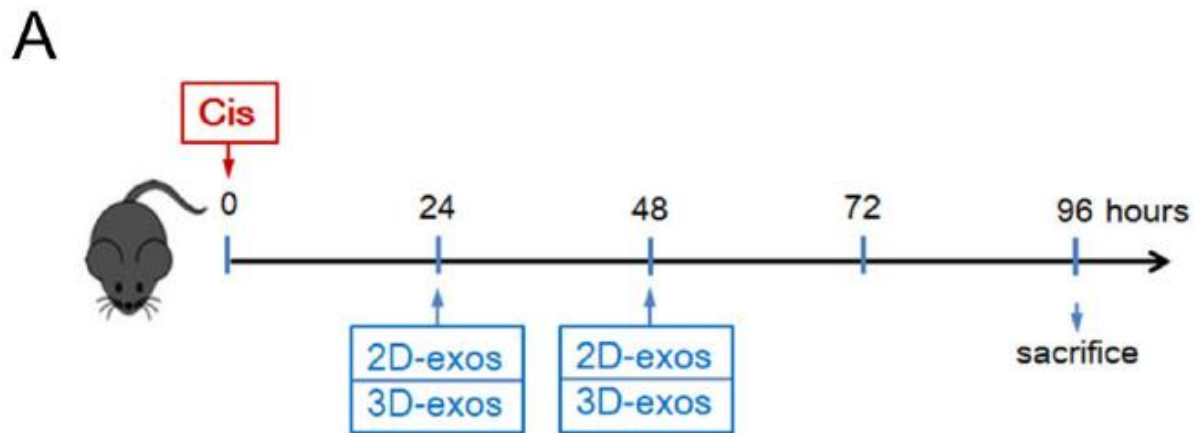 A
Cis
0 24 48 72 96 hours
2D-exos 2D-exos
3D-exos 3D-exos
sacrifice